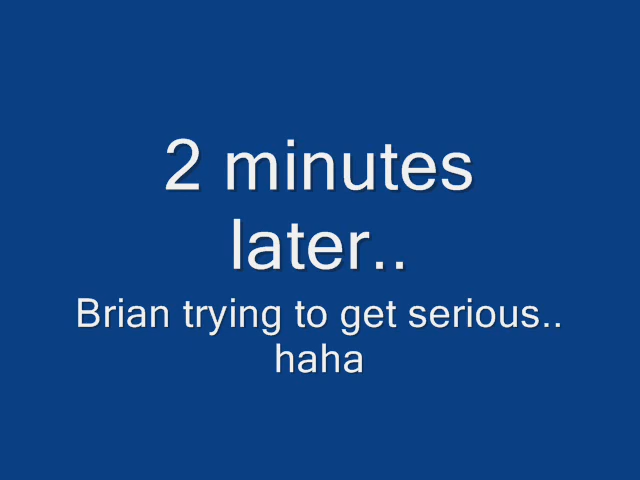 2 minutes
later..
Brian trying to get serious..
haha